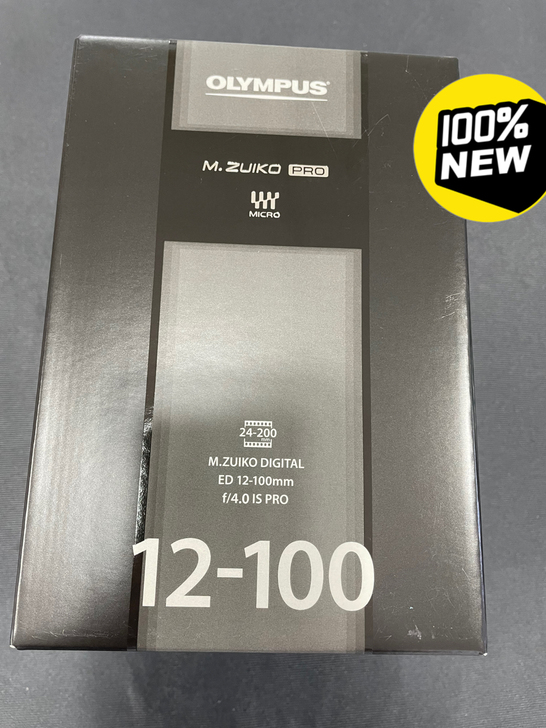 OLYMPUS
100%
NEW
M.ZUIKO PRO
MICRO
24-200
M.ZUIKO DIGITAL
ED 12-100mm
f/4.0 IS PRO
12-100